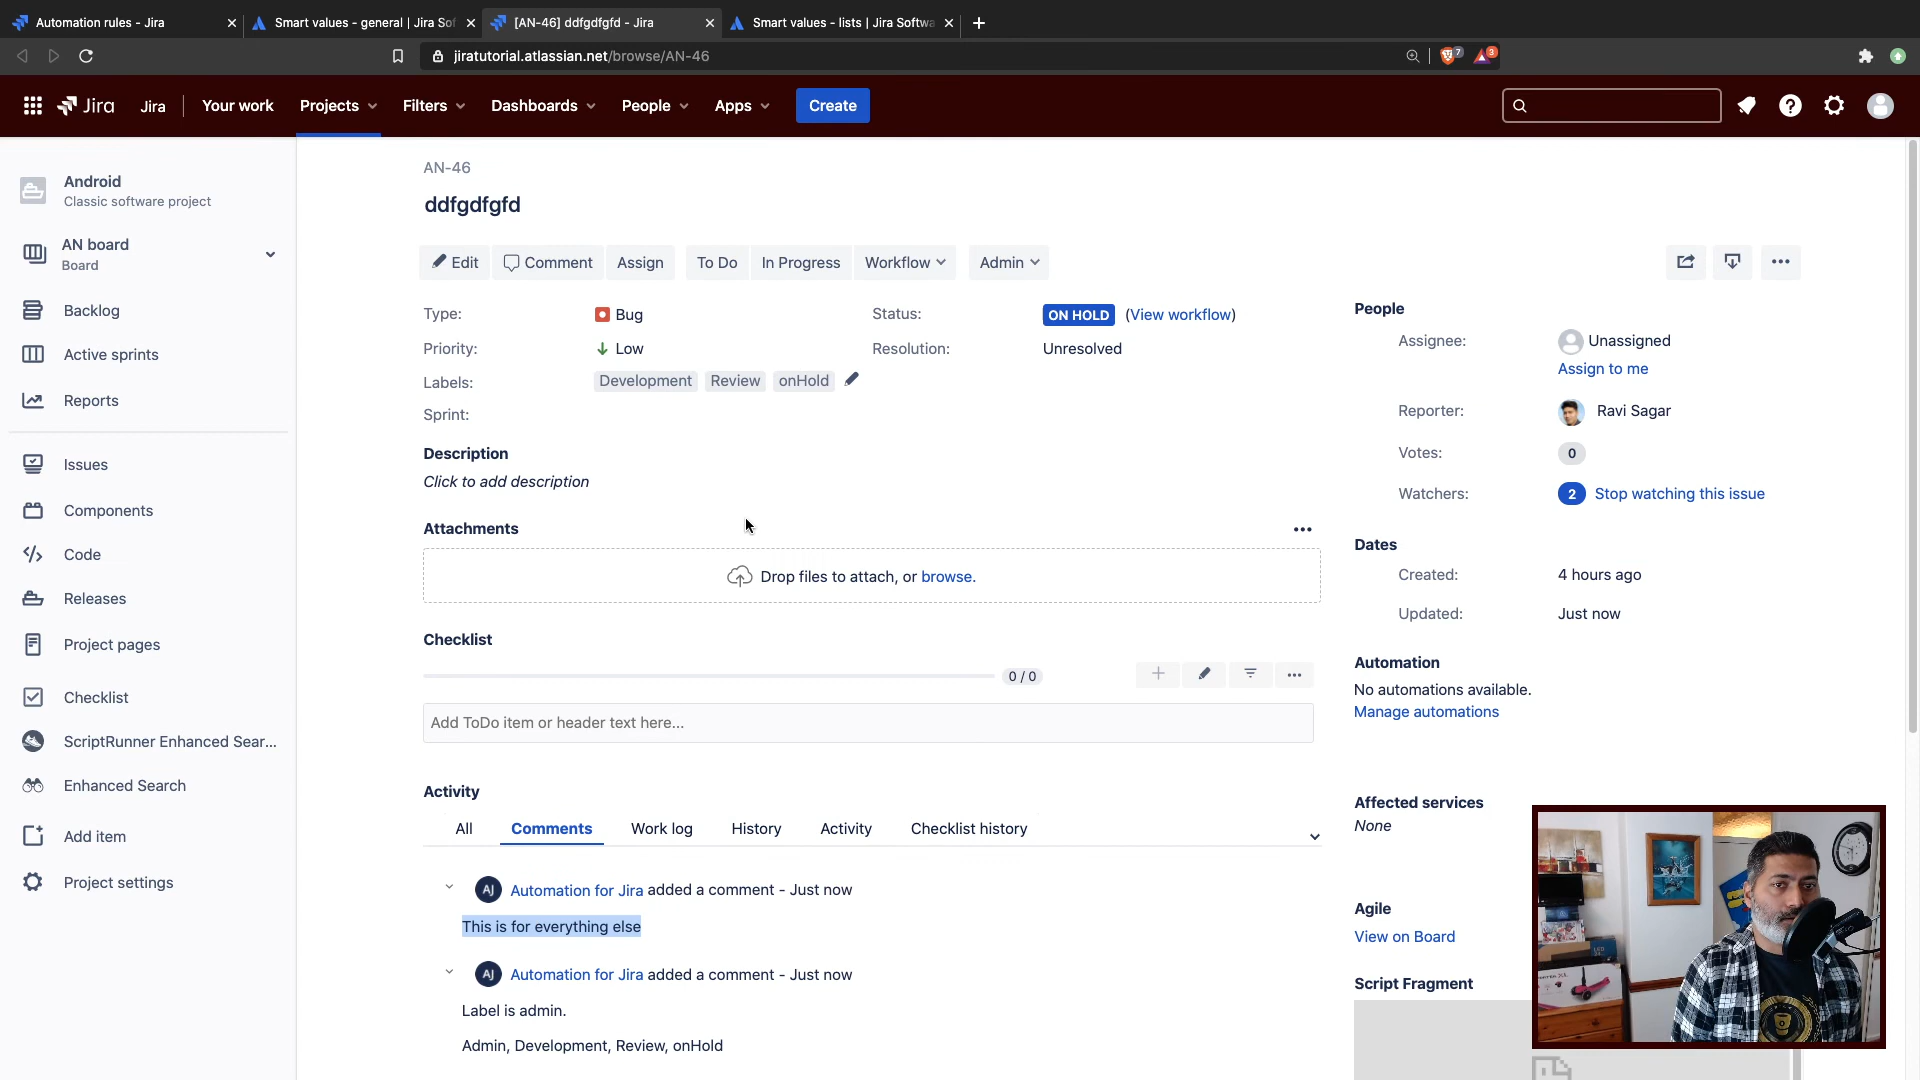 Automation rules - Jira
Smart values - general | Jira Sof
[AN-46] ddfgdfgfd - Jira
Smart values - lists | Jira Softwa
jiratutorial.atlassian.net/browse/AN-46
7
3
Jira
Jira
Your work
Projects
Filters
Dashboards
People
Apps
Create
Android
Classic software project
AN board
Board
Backlog
Active sprints
Reports
Issues
Components
Code
Releases
Project pages
Checklist
ScriptRunner Enhanced Sear...
Enhanced Search
Add item
Project settings
AN-46
ddfgdfgfd
Edit
Comment
Assign
To Do
In Progress
Workflow
Admin
Type:
Bug
Status:
ON HOLD
(View workflow)
Priority:
Low
Resolution:
Unresolved
Labels:
Development
Review
onHold
Sprint:
Description
Click to add description
Attachments
Drop files to attach, or browse.
Checklist
0 / 0
Add ToDo item or header text here...
Activity
All
Comments
Work log
History
Activity
Checklist history
AJ
Automation for Jira added a comment - Just now
This is for everything else
AJ
Automation for Jira added a comment - Just now
Label is admin.
Admin, Development, Review, onHold
People
Assignee:
Unassigned
Assign to me
Reporter:
Ravi Sagar
Votes:
0
Watchers:
2
Stop watching this issue
Dates
Created:
4 hours ago
Updated:
Just now
Automation
No automations available.
Manage automations
Affected services
None
Agile
View on Board
Script Fragment